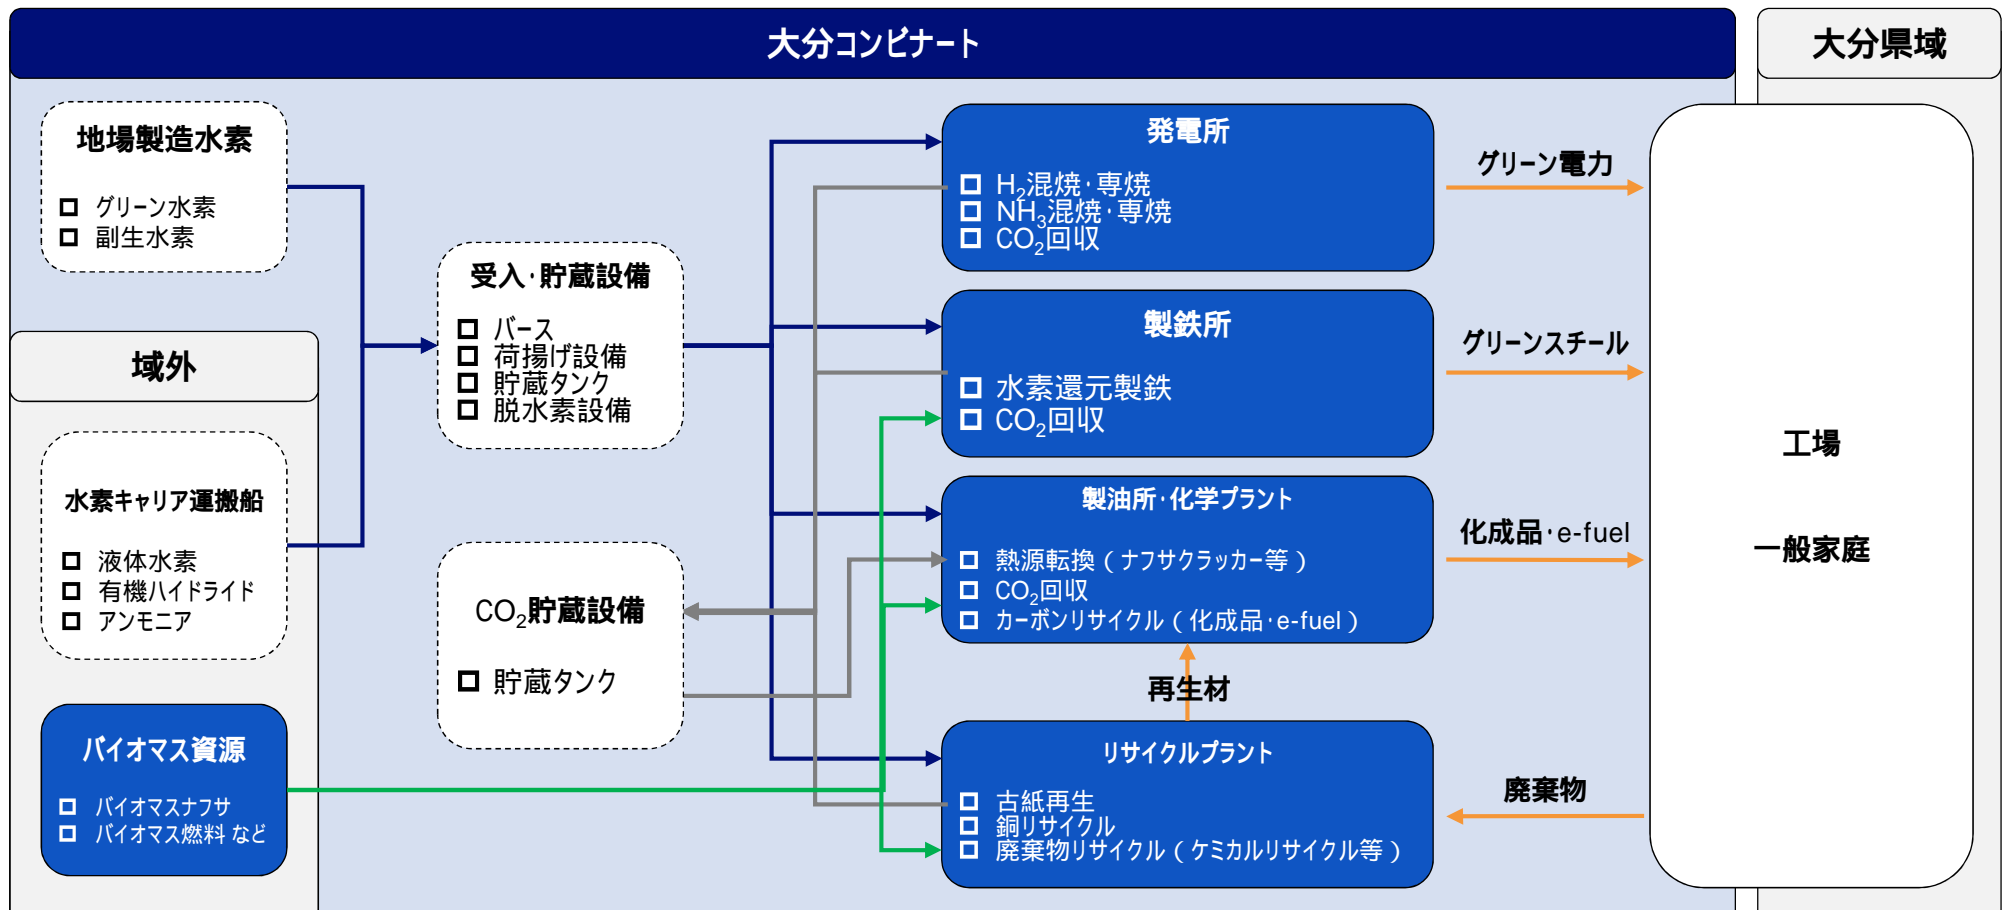 大分コンビナート
大分県域
地場製造水素
グリーン水素
副生水素
域外
水素キャリア運搬船
液体水素
有機ハイドライド
アンモニア
バイオマス資源
バイオマスナフサ
バイオマス燃料 など
受入・貯蔵設備
バース
荷揚げ設備
貯蔵タンク
脱水素設備
CO₂貯蔵設備
貯蔵タンク
発電所
H₂混焼・専焼
NH₃混焼・専焼
CO₂回収
製鉄所
水素還元製鉄
CO₂回収
製油所・化学プラント
熱源転換（ナフサクラッカー等）
CO₂回収
カーボンリサイクル（化成品・e-fuel）
再生材
リサイクルプラント
古紙再生
銅リサイクル
廃棄物リサイクル（ケミカルリサイクル等）
グリーン電力
グリーンスチール
化成品・e-fuel
廃棄物
工場
一般家庭